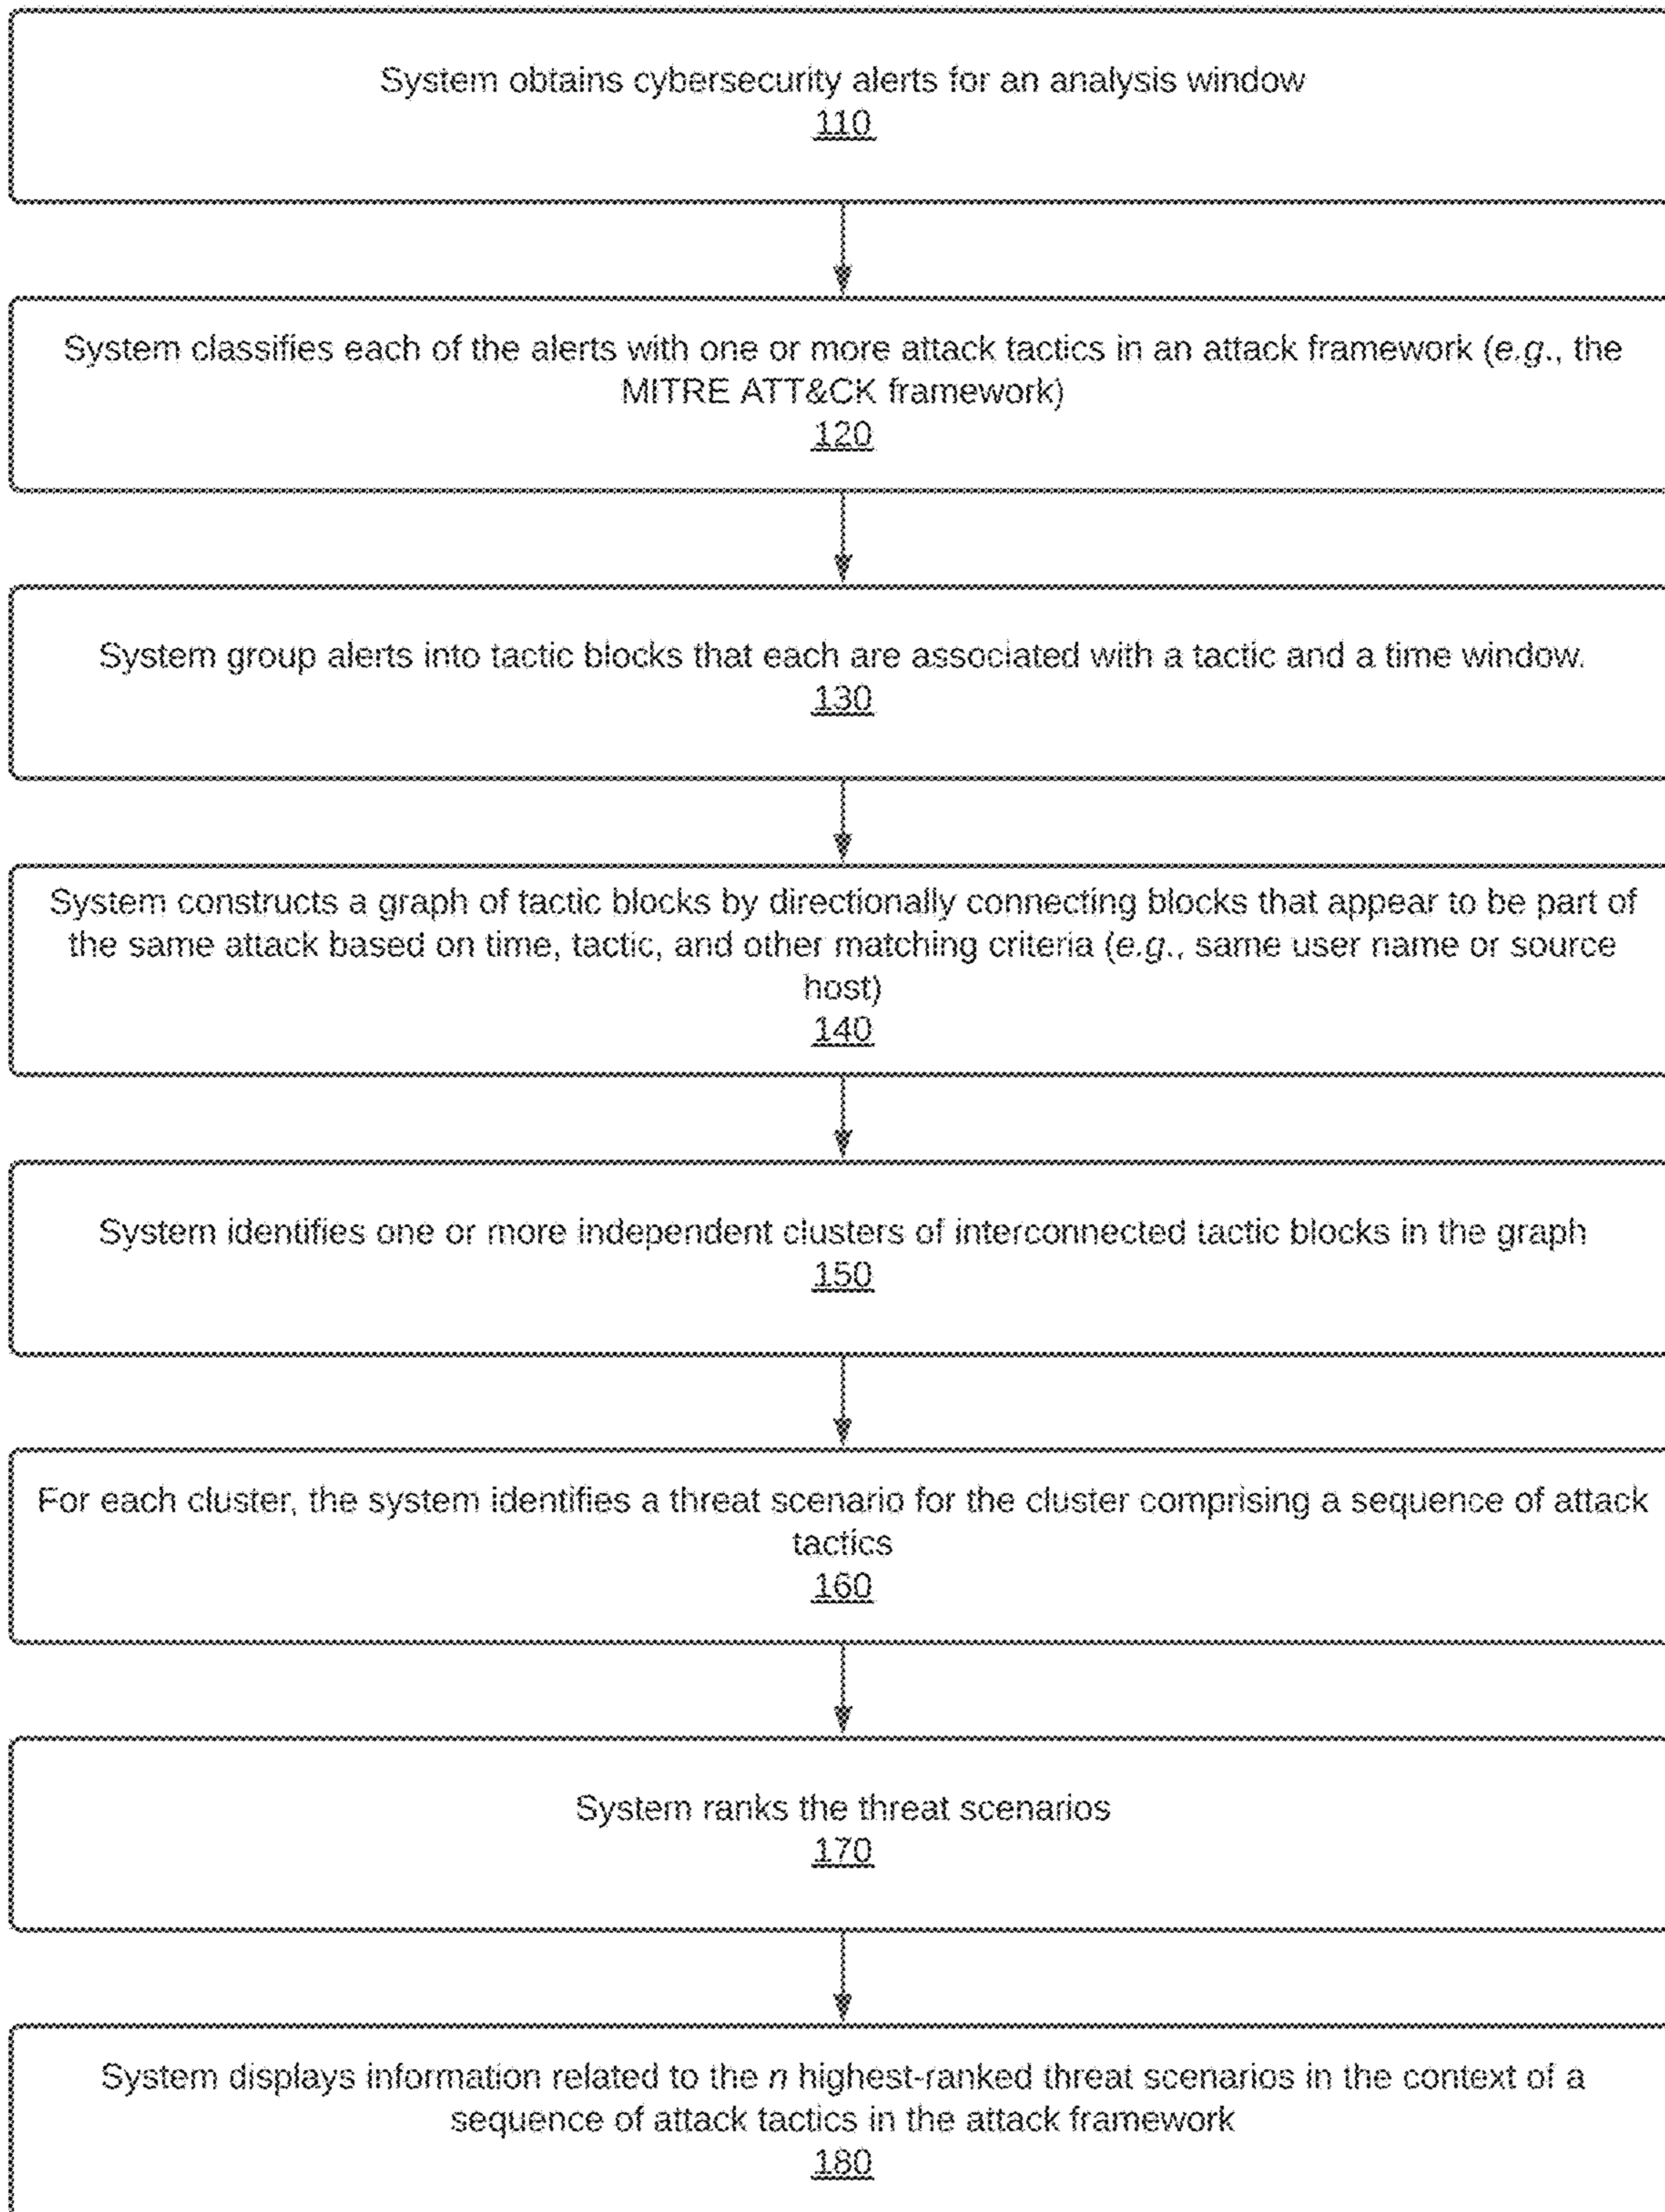 System obtains cybersecurity alerts for an analysis window
110
System classifies each of the alerts with one or more attack tactics in an attack framework (e.g., the
MITRE ATT&CK framework)
120
System group alerts into tactic blocks that each are associated with a tactic and a time window.
130
System constructs a graph of tactic blocks by directionally connecting blocks that appear to be part of
the same attack based on time, tactic, and other matching criteria (e.g., same user name or source
host)
140
System identifies one or more independent clusters of interconnected tactic blocks in the graph
150
For each cluster, the system identifies a threat scenario for the cluster comprising a sequence of attack
tactics
160
System ranks the threat scenarios
170
System displays information related to the n highest-ranked threat scenarios in the context of a
sequence of attack tactics in the attack framework
180